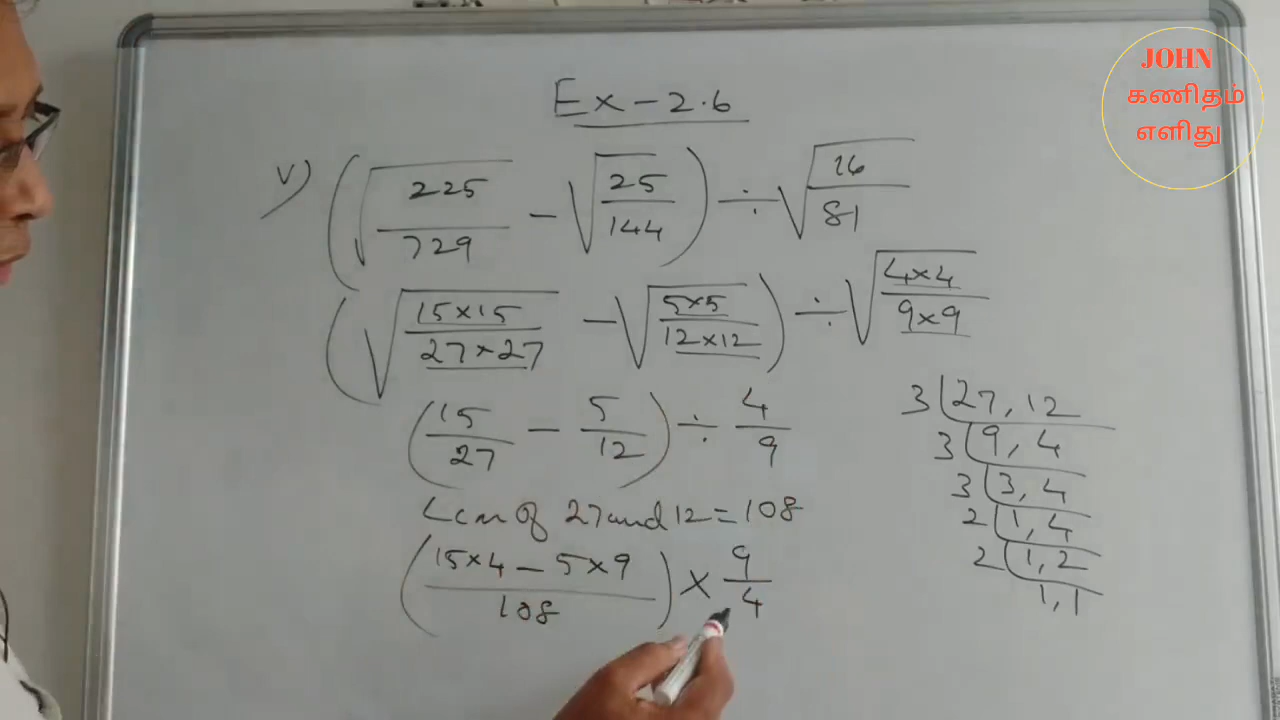 JOHN
கணிதம்
எளிது
Ex-2.6
v) (√(225/729) - √(25/144)) ÷ √(16/81)
(√(15×15/27×27) - √(5×5/12×12)) ÷ √(4×4/9×9)
(15/27 - 5/12) ÷ 4/9
Lcm of 27 and 12 = 108
((15×4 - 5×9)/108) × 9/4
3 | 27, 12
3 | 9, 4
3 | 3, 4
2 | 1, 4
2 | 1, 2
1, 1